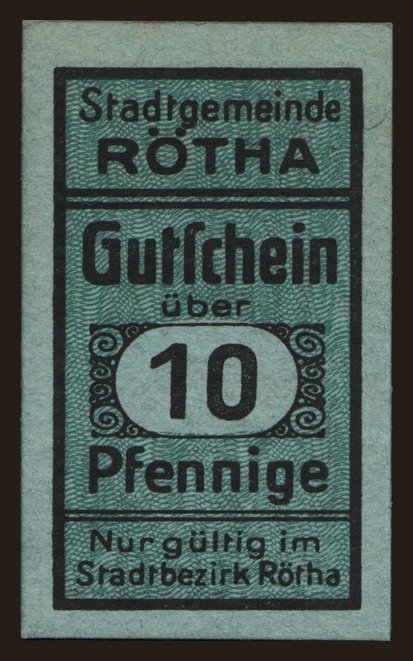 Stadtgemeinde
RÖTHA
Gutſchein
über
10
Pfennige
Nur gültig im
Stadtbezirk Rötha